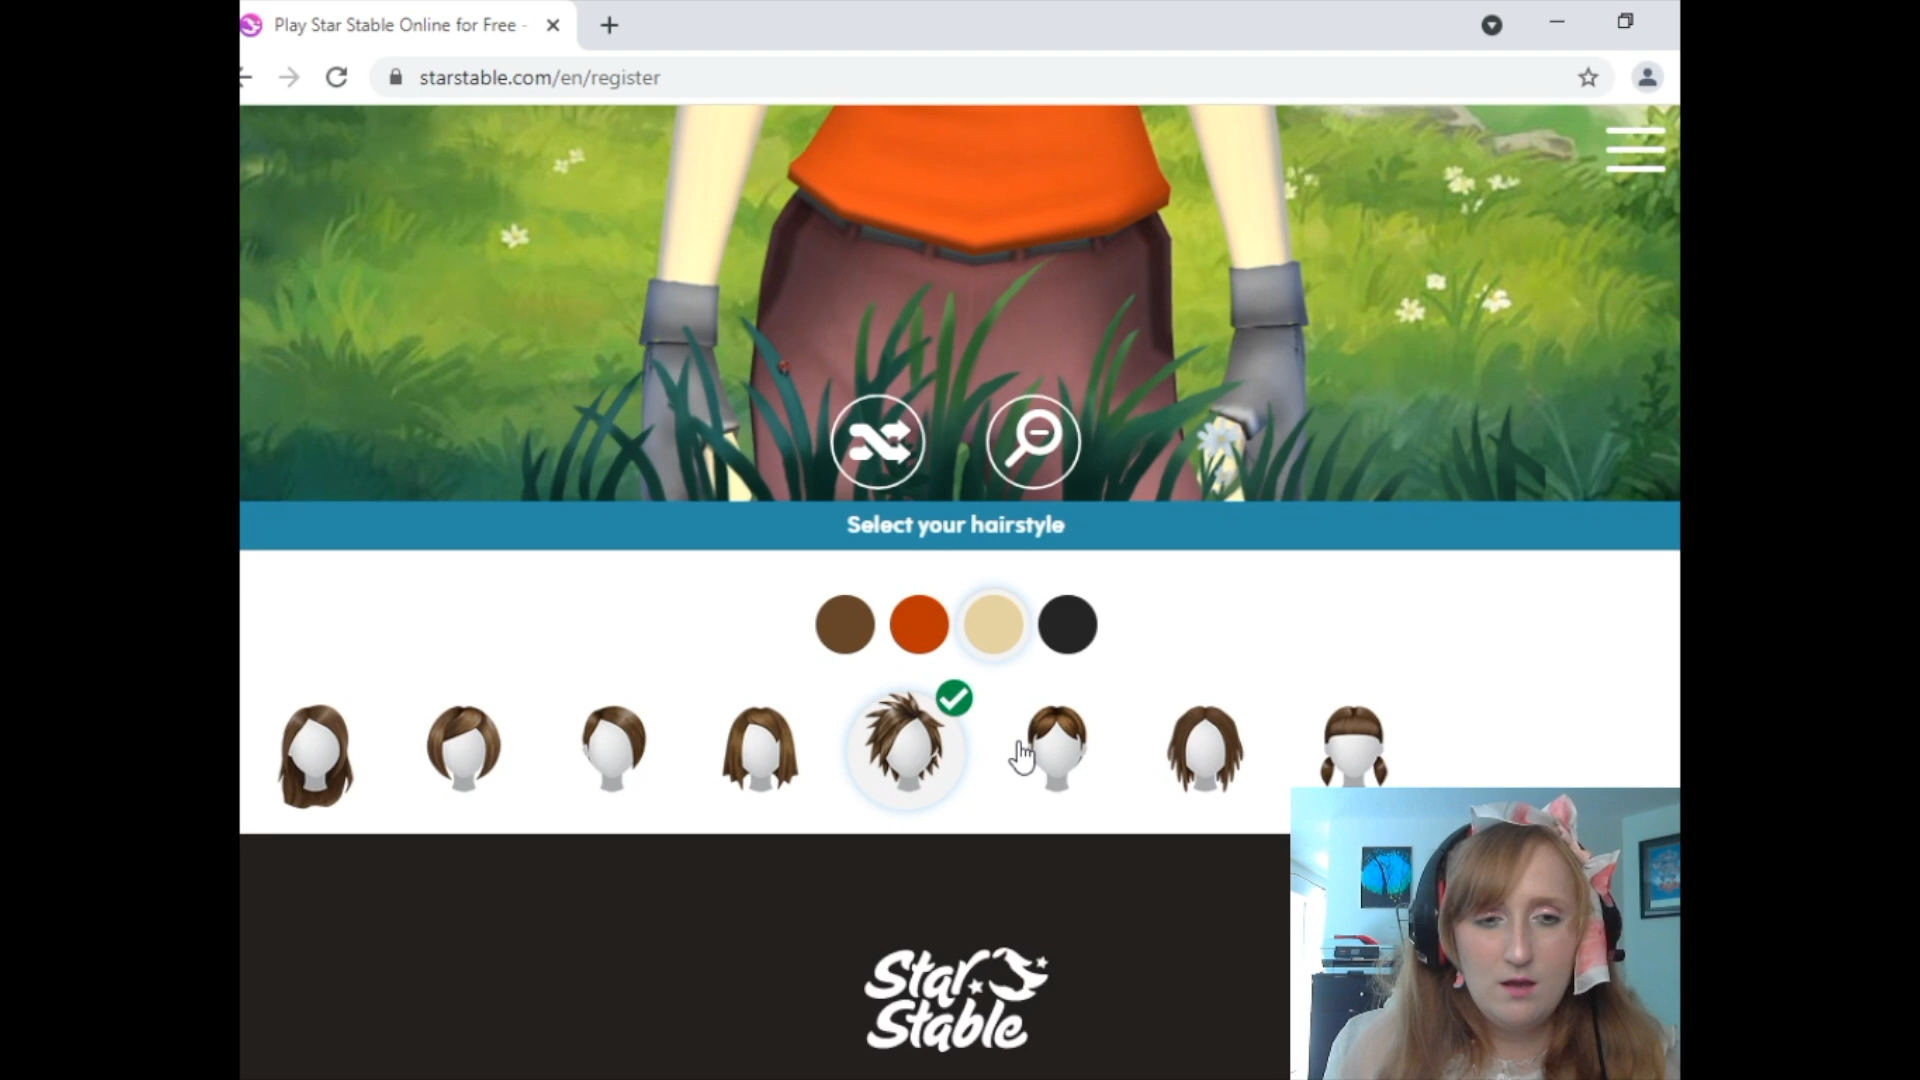 Play Star Stable Online for Free -
starstable.com/en/register
Select your hairstyle
Star
Stable